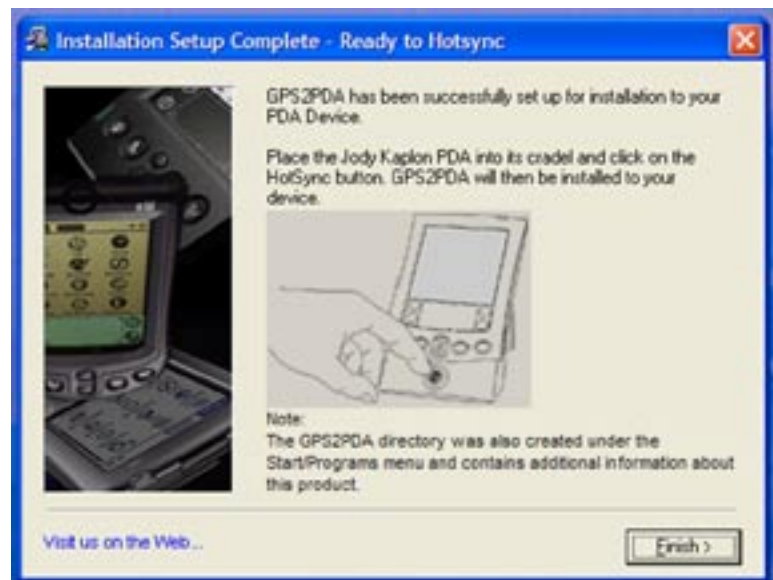 Installation Setup Complete - Ready to Hotsync
GPS2PDA has been successfully set up for installation to your
PDA Device.
Place the Jody Kaplon PDA into its cradel and click on the
HotSync button. GPS2PDA will then be installed to your
device.
Note:
The GPS2PDA directory was also created under the
Start/Programs menu and contains additional information about
this product.
Visit us on the Web...
Finish >